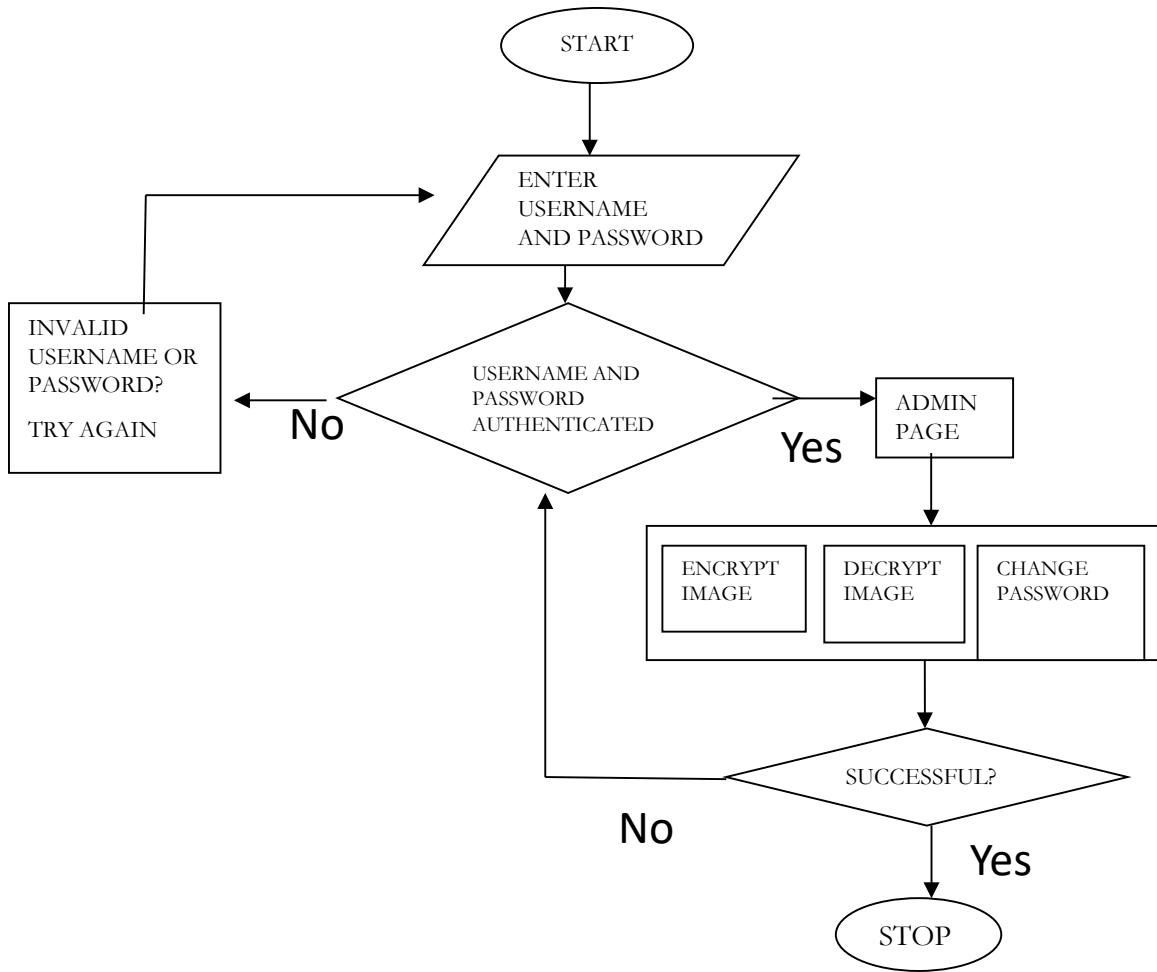 START
ENTER
USERNAME
AND PASSWORD
INVALID
USERNAME OR
PASSWORD?
TRY AGAIN
No
USERNAME AND
PASSWORD
AUTHENTICATED
Yes
ADMIN
PAGE
ENCRYPT
IMAGE
DECRYPT
IMAGE
CHANGE
PASSWORD
SUCCESSFUL?
No
Yes
STOP